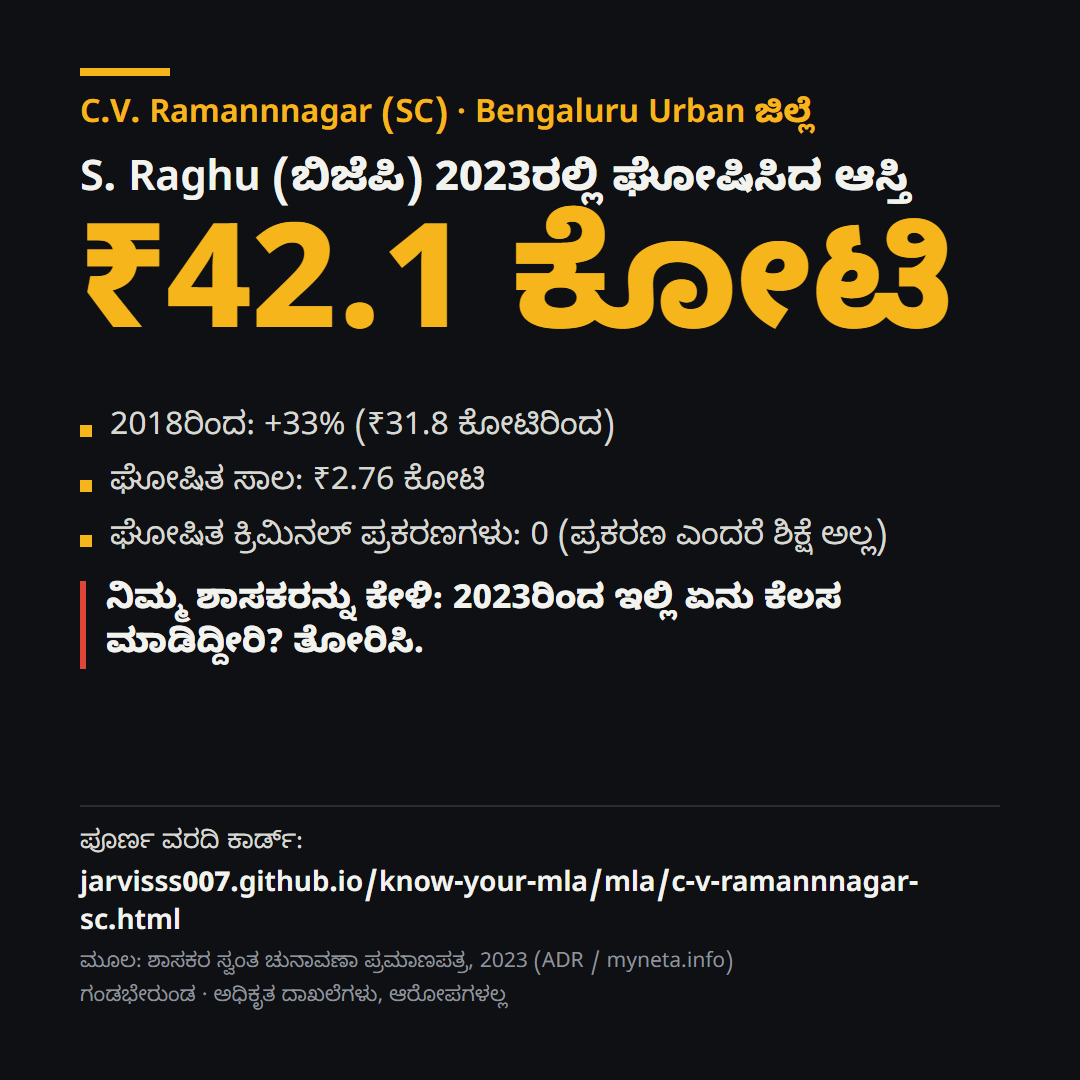 C.V. Ramannnagar (SC) · Bengaluru Urban ಜಿಲ್ಲೆ
S. Raghu (ಬಿಜೆಪಿ) 2023ರಲ್ಲಿ ಘೋಷಿಸಿದ ಆಸ್ತಿ
₹42.1 ಕೋಟಿ
2018ರಿಂದ: +33% (₹31.8 ಕೋಟಿರಿಂದ)
ಘೋಷಿತ ಸಾಲ: ₹2.76 ಕೋಟಿ
ಘೋಷಿತ ಕ್ರಿಮಿನಲ್ ಪ್ರಕರಣಗಳು: 0 (ಪ್ರಕರಣ ಎಂದರೆ ಶಿಕ್ಷೆ ಅಲ್ಲ)
ನಿಮ್ಮ ಶಾಸಕರನ್ನು ಕೇಳಿ: 2023ರಿಂದ ಇಲ್ಲಿ ಏನು ಕೆಲಸ
ಮಾಡಿದ್ದೀರಿ? ತೋರಿಸಿ.
ಪೂರ್ಣ ವರದಿ ಕಾರ್ಡ್:
jarvisss007.github.io/know-your-mla/mla/c-v-ramannnagar-
sc.html
ಮೂಲ: ಶಾಸಕರ ಸ್ವಂತ ಚುನಾವಣಾ ಪ್ರಮಾಣಪತ್ರ, 2023 (ADR / myneta.info)
ಗಂಡಭೇರುಂಡ · ಅಧಿಕೃತ ದಾಖಲೆಗಳು, ಆರೋಪಗಳಲ್ಲ